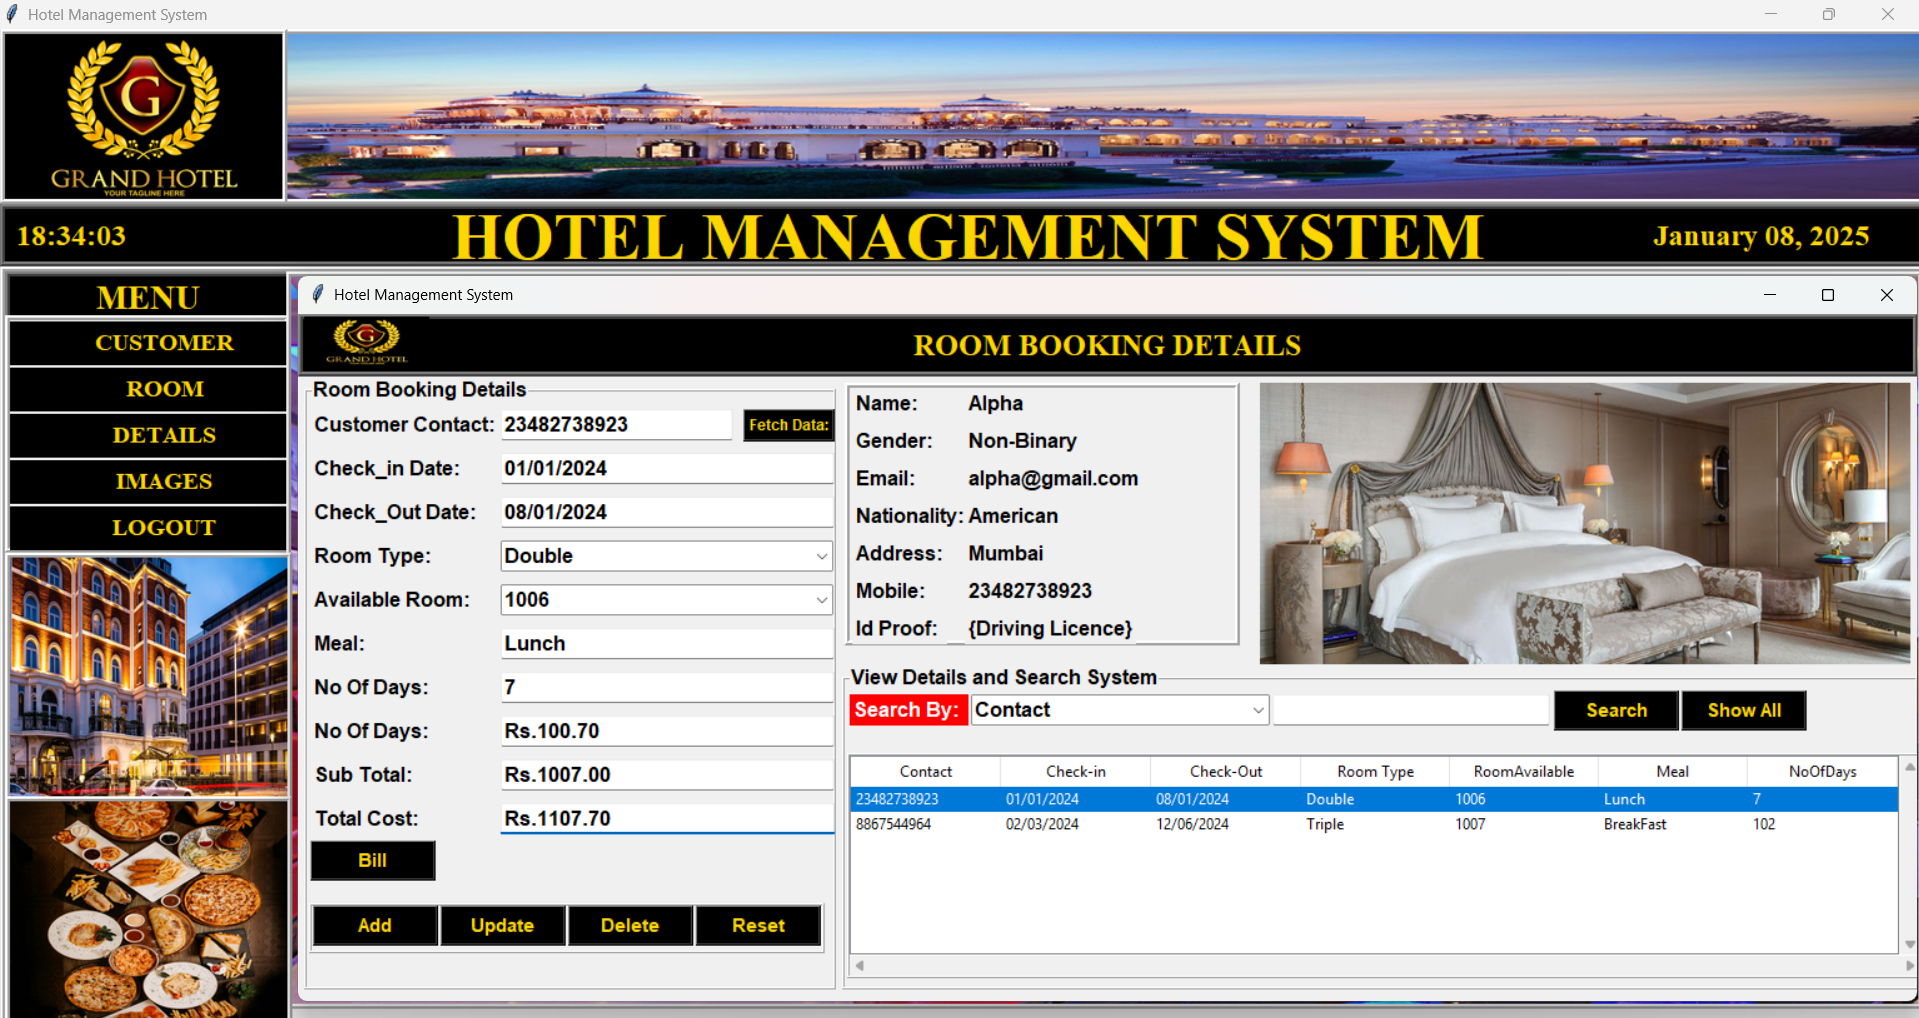 Hotel Management System
G
GRAND HOTEL
YOUR TAGLINE HERE
18:34:03
HOTEL MANAGEMENT SYSTEM
January 08, 2025
MENU
CUSTOMER
ROOM
DETAILS
IMAGES
LOGOUT
Hotel Management System
G
GRAND HOTEL
ROOM BOOKING DETAILS
Room Booking Details
Customer Contact: 23482738923 Fetch Data:
Check_in Date: 01/01/2024
Check_Out Date: 08/01/2024
Room Type: Double
Available Room: 1006
Meal: Lunch
No Of Days: 7
No Of Days: Rs.100.70
Sub Total: Rs.1007.00
Total Cost: Rs.1107.70
Bill
Add Update Delete Reset
Name: Alpha
Gender: Non-Binary
Email: alpha@gmail.com
Nationality: American
Address: Mumbai
Mobile: 23482738923
Id Proof: {Driving Licence}
View Details and Search System
Search By: Contact Search Show All
Contact Check-in Check-Out Room Type RoomAvailable Meal NoOfDays
23482738923 01/01/2024 08/01/2024 Double 1006 Lunch 7
8867544964 02/03/2024 12/06/2024 Triple 1007 BreakFast 102